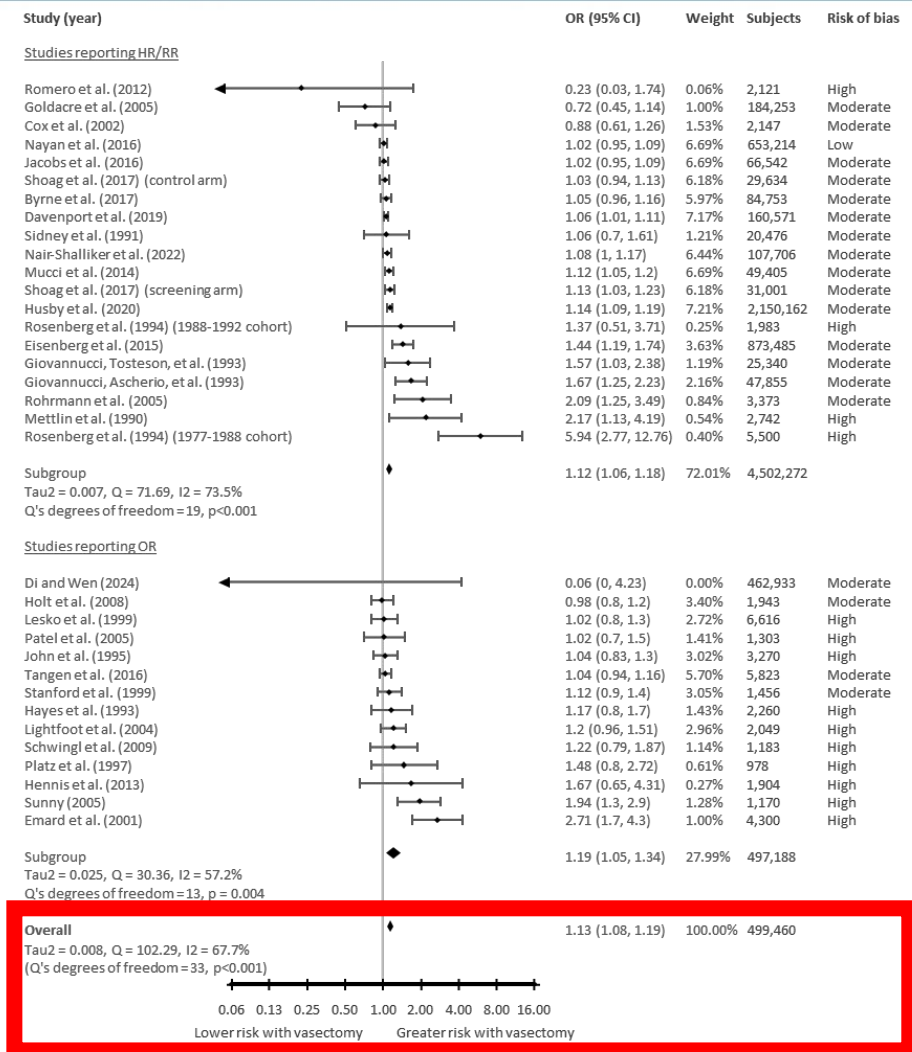 Study (year) OR (95% CI) Weight Subjects Risk of bias
Studies reporting HR/RR
Romero et al. (2012) 0.23 (0.03, 1.74) 0.06% 2,121 High
Goldacre et al. (2005) 0.72 (0.45, 1.14) 1.00% 184,253 Moderate
Cox et al. (2002) 0.88 (0.61, 1.26) 1.53% 2,147 Moderate
Nayan et al. (2016) 1.02 (0.95, 1.09) 6.69% 653,214 Low
Jacobs et al. (2016) 1.02 (0.95, 1.09) 6.69% 66,542 Moderate
Shoag et al. (2017) (control arm) 1.03 (0.94, 1.13) 6.18% 29,634 Moderate
Byrne et al. (2017) 1.05 (0.96, 1.16) 5.97% 84,753 Moderate
Davenport et al. (2019) 1.06 (1.01, 1.11) 7.17% 160,571 Moderate
Sidney et al. (1991) 1.06 (0.7, 1.61) 1.21% 20,476 Moderate
Nair-Shalliker et al. (2022) 1.08 (1, 1.17) 6.44% 107,706 Moderate
Mucci et al. (2014) 1.12 (1.05, 1.2) 6.69% 49,405 Moderate
Shoag et al. (2017) (screening arm) 1.13 (1.03, 1.23) 6.18% 31,001 Moderate
Husby et al. (2020) 1.14 (1.09, 1.19) 7.21% 2,150,162 Moderate
Rosenberg et al. (1994) (1988-1992 cohort) 1.37 (0.51, 3.71) 0.25% 1,983 High
Eisenberg et al. (2015) 1.44 (1.19, 1.74) 3.63% 873,485 Moderate
Giovannucci, Tosteson, et al. (1993) 1.57 (1.03, 2.38) 1.19% 25,340 Moderate
Giovannucci, Ascherio, et al. (1993) 1.67 (1.25, 2.23) 2.16% 47,855 Moderate
Rohrmann et al. (2005) 2.09 (1.25, 3.49) 0.84% 3,373 Moderate
Mettlin et al. (1990) 2.17 (1.13, 4.19) 0.54% 2,742 High
Rosenberg et al. (1994) (1977-1988 cohort) 5.94 (2.77, 12.76) 0.40% 5,500 High
Subgroup 1.12 (1.06, 1.18) 72.01% 4,502,272
Tau2 = 0.007, Q = 71.69, I2 = 73.5%
Q's degrees of freedom = 19, p<0.001
Studies reporting OR
Di and Wen (2024) 0.06 (0, 4.23) 0.00% 462,933 Moderate
Holt et al. (2008) 0.98 (0.8, 1.2) 3.40% 1,943 Moderate
Lesko et al. (1999) 1.02 (0.8, 1.3) 2.72% 6,616 High
Patel et al. (2005) 1.02 (0.7, 1.5) 1.41% 1,303 High
John et al. (1995) 1.04 (0.83, 1.3) 3.02% 3,270 High
Tangen et al. (2016) 1.04 (0.94, 1.16) 5.70% 5,823 Moderate
Stanford et al. (1999) 1.12 (0.9, 1.4) 3.05% 1,456 Moderate
Hayes et al. (1993) 1.17 (0.8, 1.7) 1.43% 2,260 High
Lightfoot et al. (2004) 1.2 (0.96, 1.51) 2.96% 2,049 High
Schwingl et al. (2009) 1.22 (0.79, 1.87) 1.14% 1,183 High
Platz et al. (1997) 1.48 (0.8, 2.72) 0.61% 978 High
Hennis et al. (2013) 1.67 (0.65, 4.31) 0.27% 1,904 High
Sunny (2005) 1.94 (1.3, 2.9) 1.28% 1,170 High
Emard et al. (2001) 2.71 (1.7, 4.3) 1.00% 4,300 High
Subgroup 1.19 (1.05, 1.34) 27.99% 497,188
Tau2 = 0.025, Q = 30.36, I2 = 57.2%
Q's degrees of freedom = 13, p = 0.004
Overall 1.13 (1.08, 1.19) 100.00% 499,460
Tau2 = 0.008, Q = 102.29, I2 = 67.7%
(Q's degrees of freedom = 33, p<0.001)
0.06 0.13 0.25 0.50 1.00 2.00 4.00 8.00 16.00
Lower risk with vasectomy Greater risk with vasectomy